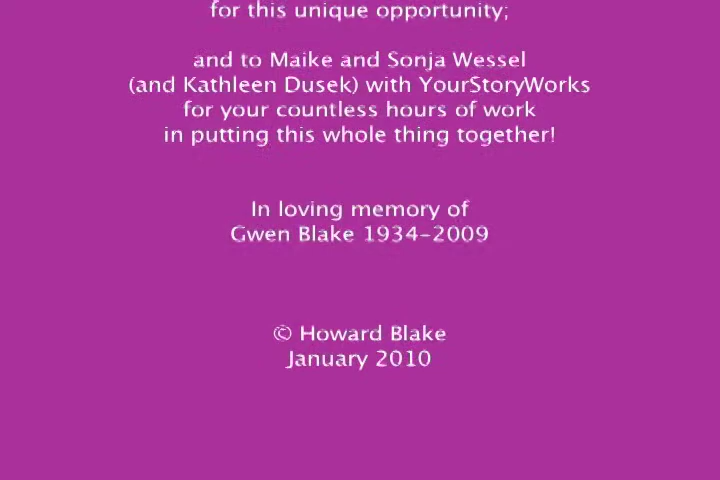 for this unique opportunity;
and to Maike and Sonja Wessel
(and Kathleen Dusek) with YourStoryWorks
for your countless hours of work
in putting this whole thing together!
In loving memory of
Gwen Blake 1934-2009
© Howard Blake
January 2010